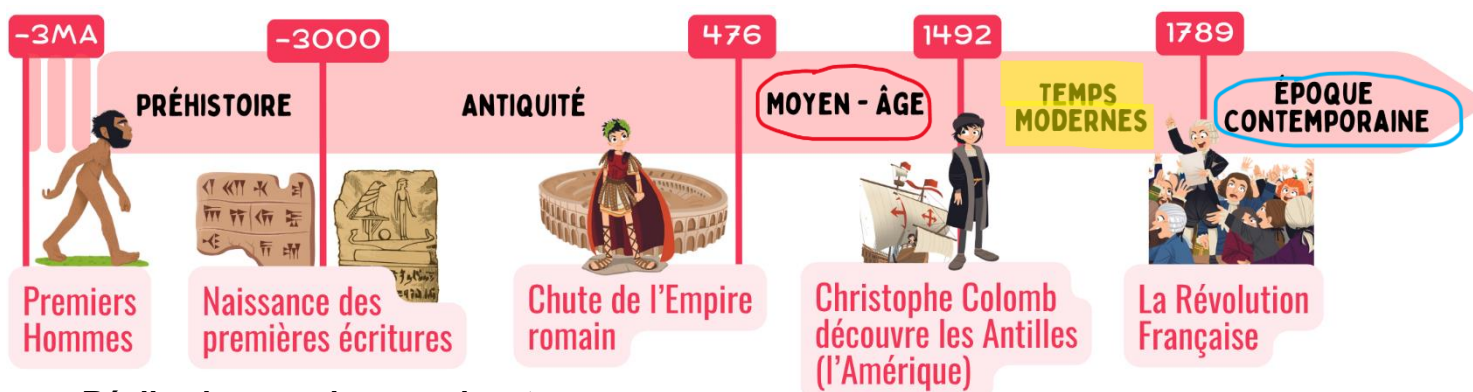 -3MA
-3000
476
1492
1789
PRÉHISTOIRE
ANTIQUITÉ
MOYEN - ÂGE
TEMPS
MODERNES
ÉPOQUE
CONTEMPORAINE
Premiers
Hommes
Naissance des
premières écritures
Chute de l'Empire
romain
Christophe Colomb
découvre les Antilles
(l'Amérique)
La Révolution
Française